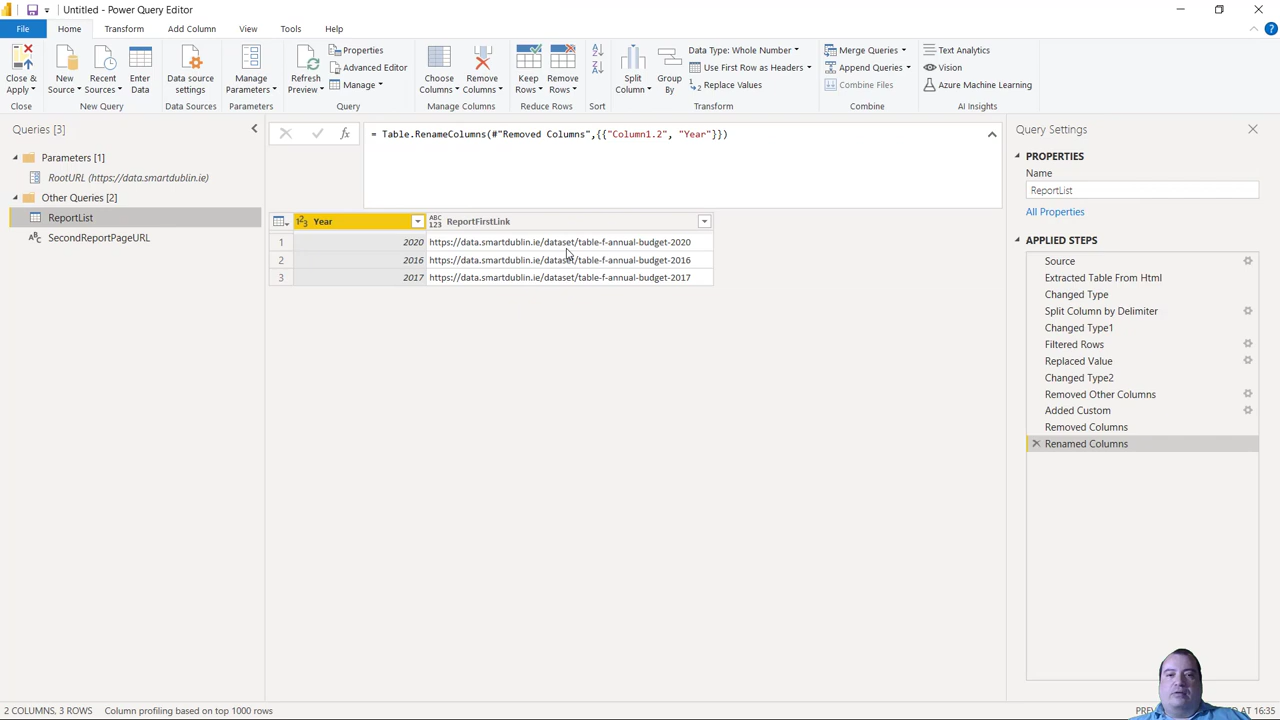 Untitled - Power Query Editor
File Home Transform Add Column View Tools Help
Close & Apply
New Source
Recent Sources
Enter Data
Data source settings
Manage Parameters
Refresh Preview
Properties
Advanced Editor
Manage
Choose Columns
Remove Columns
Keep Rows
Remove Rows
Split Column
Group By
Data Type: Whole Number
Use First Row as Headers
Replace Values
Merge Queries
Append Queries
Combine Files
Text Analytics
Vision
Azure Machine Learning
Close New Query Data Sources Parameters Query Manage Columns Reduce Rows Sort Transform Combine AI Insights
Queries [3]
Parameters [1]
RootURL (https://data.smartdublin.ie)
Other Queries [2]
ReportList
SecondReportPageURL
= Table.RenameColumns(#"Removed Columns",{{"Column1.2", "Year"}})
Year ReportFirstLink
1 2020 https://data.smartdublin.ie/dataset/table-f-annual-budget-2020
2 2016 https://data.smartdublin.ie/dataset/table-f-annual-budget-2016
3 2017 https://data.smartdublin.ie/dataset/table-f-annual-budget-2017
Query Settings
PROPERTIES
Name
ReportList
All Properties
APPLIED STEPS
Source
Extracted Table From Html
Changed Type
Split Column by Delimiter
Changed Type1
Filtered Rows
Replaced Value
Changed Type2
Removed Other Columns
Added Custom
Removed Columns
Renamed Columns
2 COLUMNS, 3 ROWS Column profiling based on top 1000 rows
AT 16:35